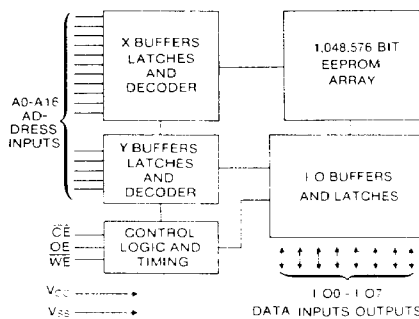 X BUFFERS
LATCHES
AND
DECODER
1,048,576 BIT
EEPROM
ARRAY
A0-A16
AD-
DRESS
INPUTS
Y BUFFERS
LATCHES
AND
DECODER
I O BUFFERS
AND LATCHES
CE
OE
WE
CONTROL
LOGIC AND
TIMING
VCC
VSS
I O0 - I O7
DATA INPUTS OUTPUTS